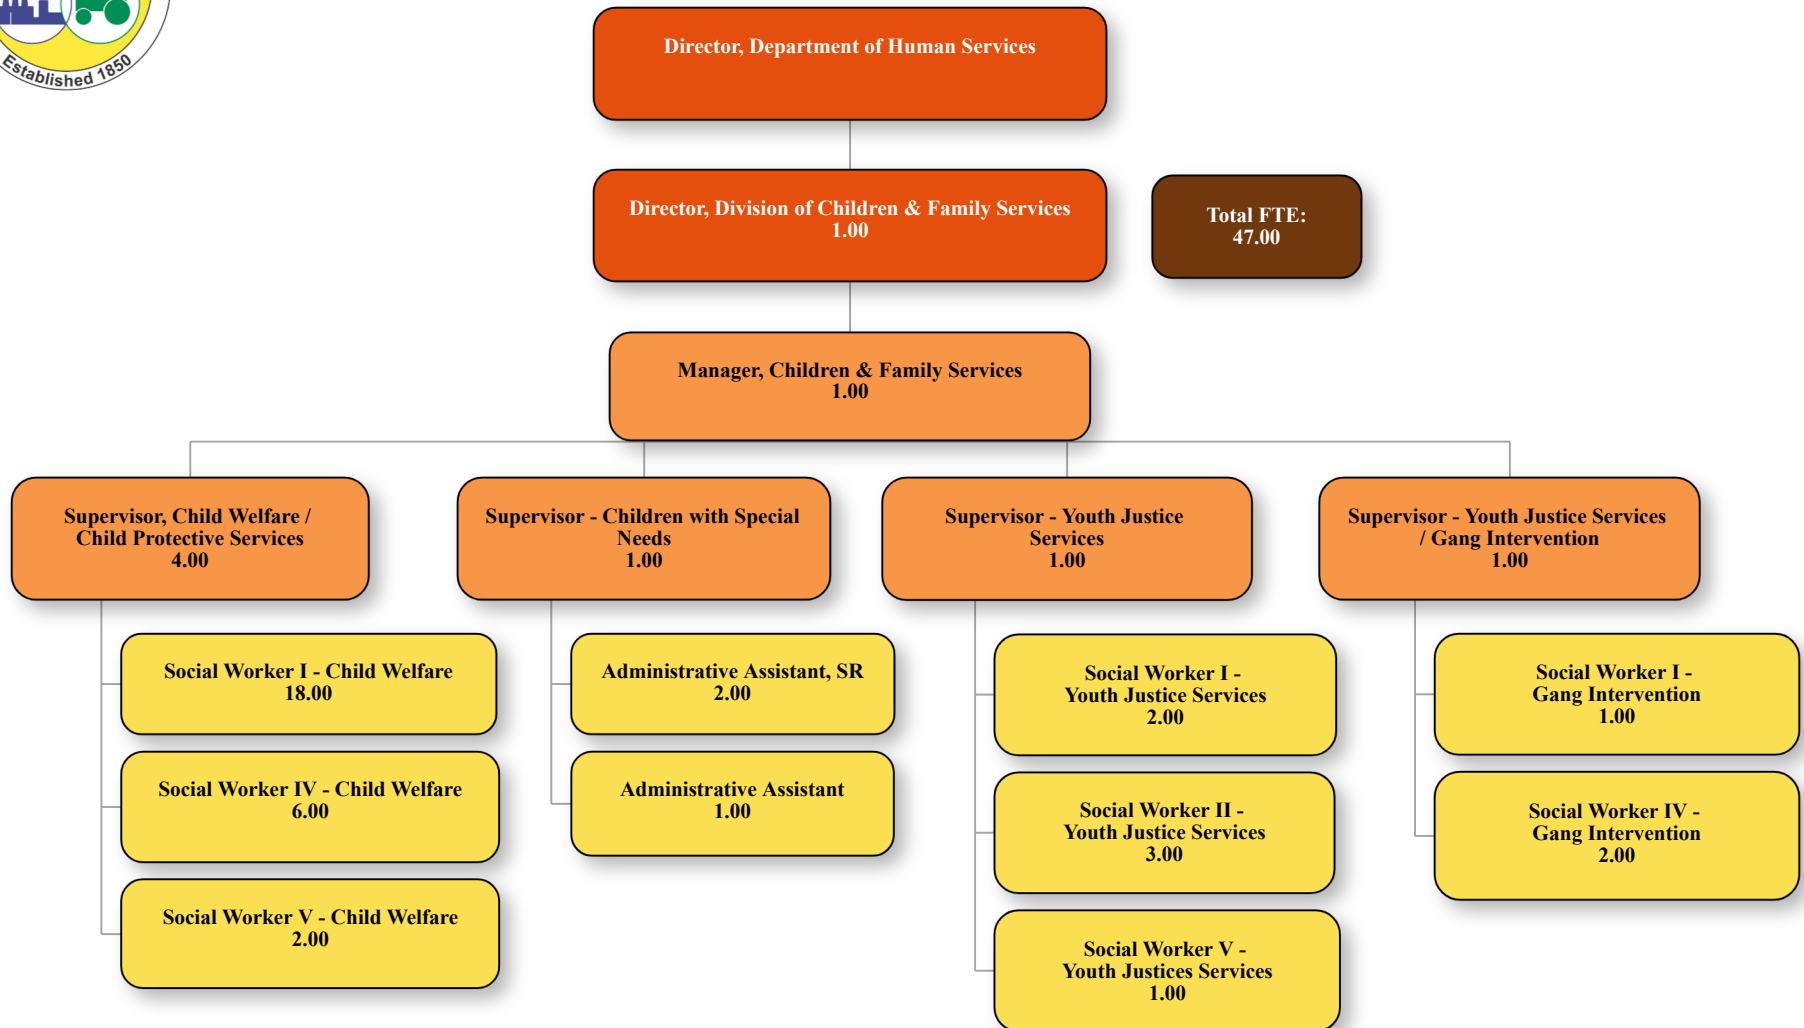 Established 1850
Director, Department of Human Services
Director, Division of Children & Family Services
1.00
Total FTE:
47.00
Manager, Children & Family Services
1.00
Supervisor, Child Welfare /
Child Protective Services
4.00
Supervisor - Children with Special
Needs
1.00
Supervisor - Youth Justice
Services
1.00
Supervisor - Youth Justice Services
/ Gang Intervention
1.00
Social Worker I - Child Welfare
18.00
Social Worker IV - Child Welfare
6.00
Social Worker V - Child Welfare
2.00
Administrative Assistant, SR
2.00
Administrative Assistant
1.00
Social Worker I -
Youth Justice Services
2.00
Social Worker II -
Youth Justice Services
3.00
Social Worker V -
Youth Justices Services
1.00
Social Worker I -
Gang Intervention
1.00
Social Worker IV -
Gang Intervention
2.00